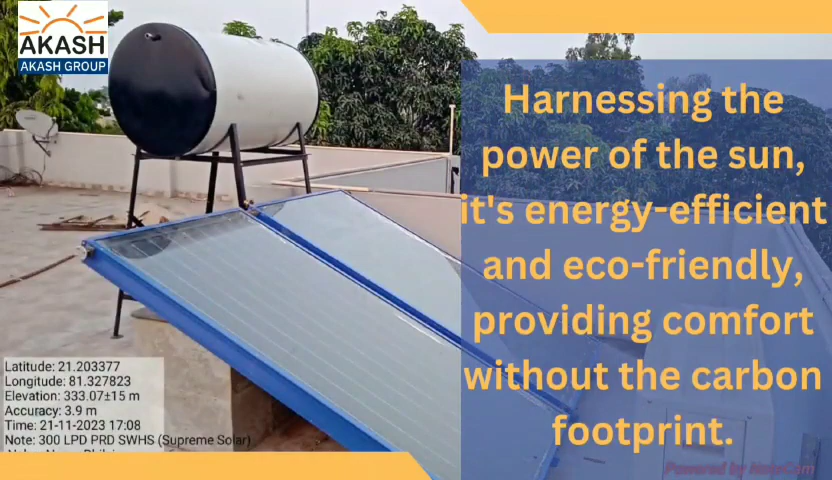 AKASH
AKASH GROUP
Harnessing the
power of the sun,
it's energy-efficient
and eco-friendly,
providing comfort
without the carbon
footprint.
Latitude: 21.203377
Longitude: 81.327823
Elevation: 333.07±15 m
Accuracy: 3.9 m
Time: 21-11-2023 17:08
Note: 300 LPD PRD SWHS (Supreme Solar)
Powered by NoteCam